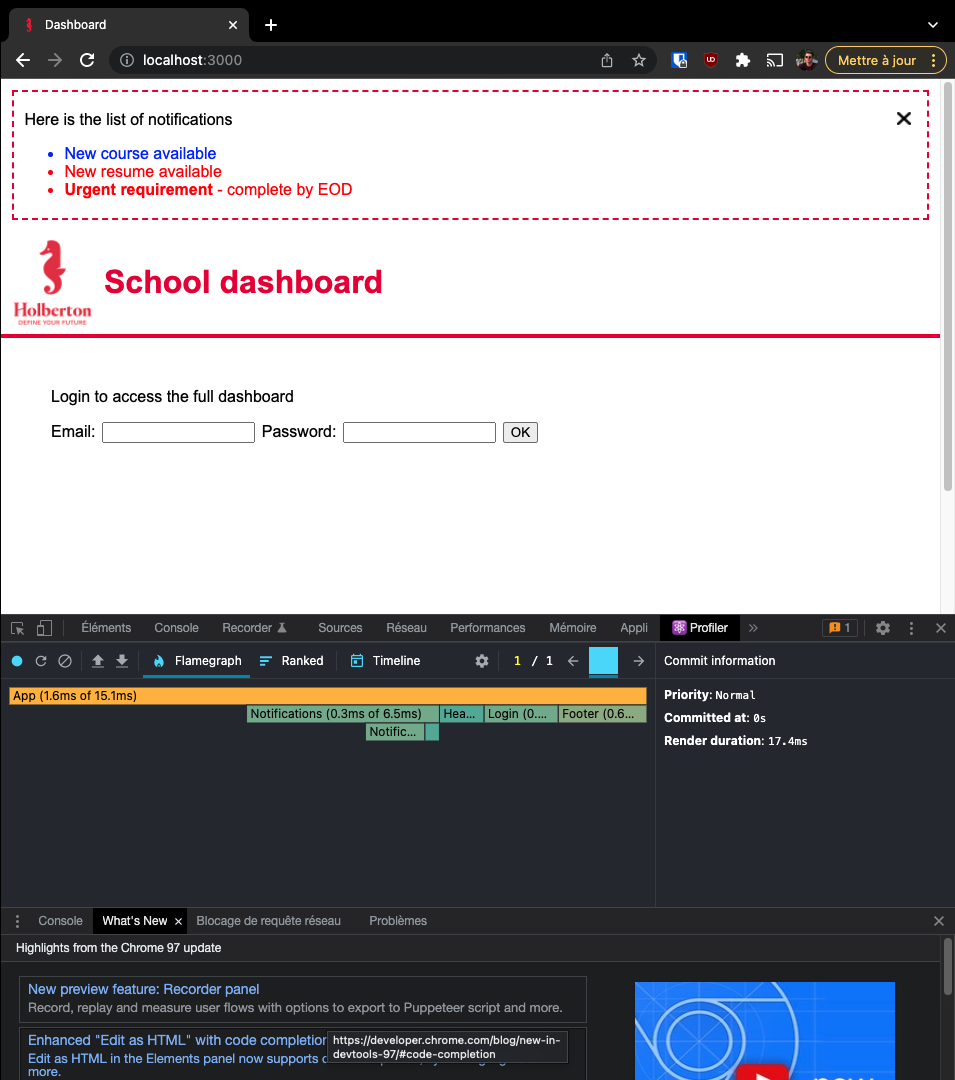 Dashboard
localhost:3000
Mettre à jour
Here is the list of notifications
New course available
New resume available
Urgent requirement - complete by EOD
Holberton
DEFINE YOUR FUTURE
School dashboard
Login to access the full dashboard
Email: Password: OK
Éléments Console Recorder Sources Réseau Performances Mémoire Appli Profiler 1
Flamegraph Ranked Timeline 1 / 1 Commit information
App (1.6ms of 15.1ms)
Priority: Normal
Notifications (0.3ms of 6.5ms) Hea... Login (0.... Footer (0.6...
Committed at: 0s
Notific...
Render duration: 17.4ms
Console What's New Blocage de requête réseau Problèmes
Highlights from the Chrome 97 update
New preview feature: Recorder panel
Record, replay and measure user flows with options to export to Puppeteer script and more.
Enhanced "Edit as HTML" with code completion
https://developer.chrome.com/blog/new-in-
devtools-97/#code-completion
Edit as HTML in the Elements panel now supports
more.